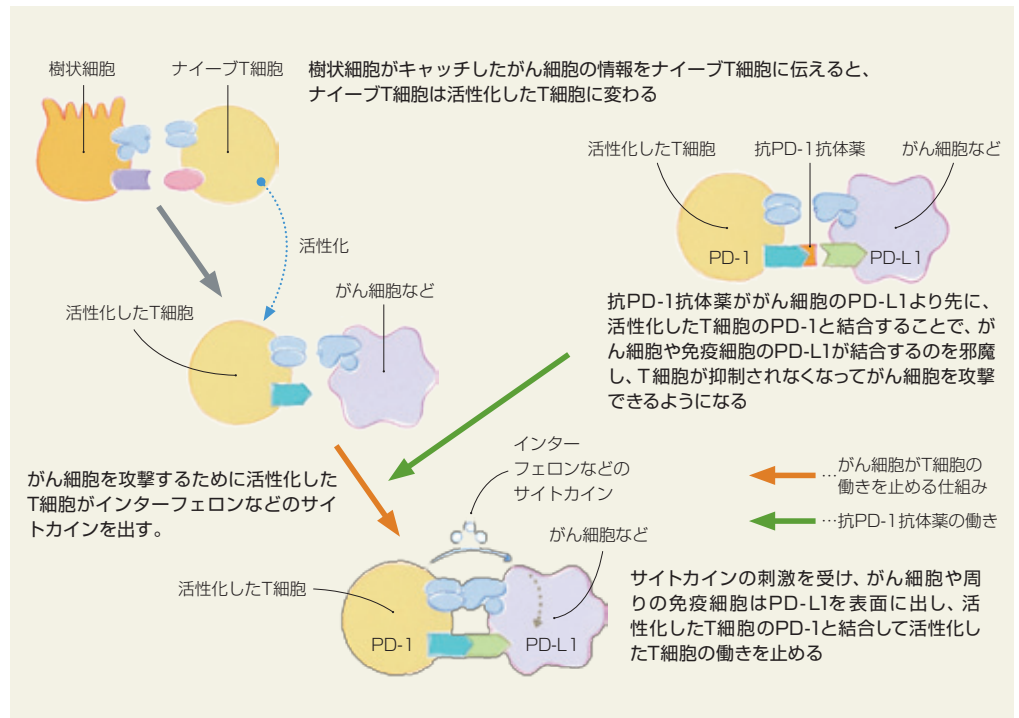 樹状細胞
ナイーブT細胞
樹状細胞がキャッチしたがん細胞の情報をナイーブT細胞に伝えると、
ナイーブT細胞は活性化したT細胞に変わる
活性化したT細胞
抗PD-1抗体薬
がん細胞など
PD-1
PD-L1
抗PD-1抗体薬ががん細胞のPD-L1より先に、
活性化したT細胞のPD-1と結合することで、が
ん細胞や免疫細胞のPD-L1が結合するのを邪魔
し、T細胞が抑制されなくなってがん細胞を攻撃
できるようになる
活性化
活性化したT細胞
がん細胞など
がん細胞を攻撃するために活性化した
T細胞がインターフェロンなどのサイ
トカインを出す。
インター
フェロンなどの
サイトカイン
…がん細胞がT細胞の
働きを止める仕組み
…抗PD-1抗体薬の働き
がん細胞など
活性化したT細胞
PD-1
PD-L1
サイトカインの刺激を受け、がん細胞や周
りの免疫細胞はPD-L1を表面に出し、活
性化したT細胞のPD-1と結合して活性化し
たT細胞の働きを止める